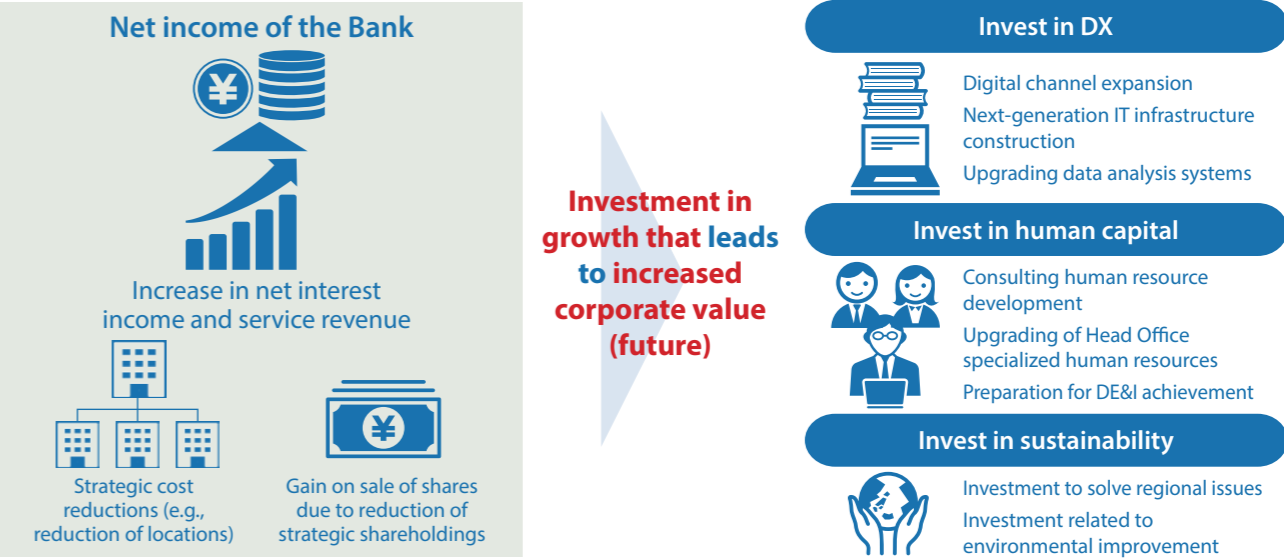 Net income of the Bank
¥
Increase in net interest
income and service revenue
Strategic cost
reductions (e.g.,
reduction of locations)
¥
Gain on sale of shares
due to reduction of
strategic shareholdings
Investment in
growth that leads
to increased
corporate value
(future)
Invest in DX
Digital channel expansion
Next-generation IT infrastructure
construction
Upgrading data analysis systems
Invest in human capital
Consulting human resource
development
Upgrading of Head Office
specialized human resources
Preparation for DE&I achievement
Invest in sustainability
Investment to solve regional issues
Investment related to
environmental improvement